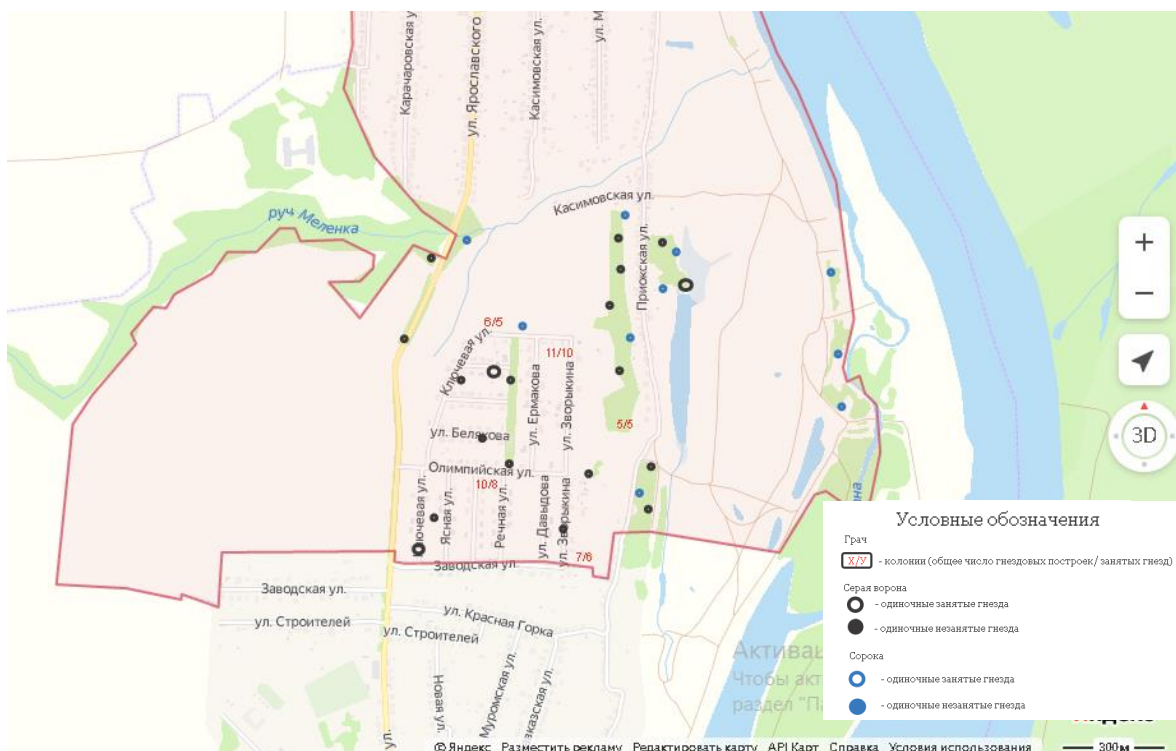 Карачаровская у
ул. Ярославского
Касимовская ул.
ул. М
Касимовская ул.
руч. Меленка
Приокская ул.
6/5
11/10
Ключевая ул.
ул. Ермакова
ул. Зворыкина
ул. Белякова
5/5
Олимпийская ул.
10/8
Ключевая ул.
Ясная ул.
Речная ул.
ул. Давыдова
ул. Зворыкина
7/6
Заводская ул.
Заводская ул.
ул. Строителей
ул. Строителей
ул. Красная Горка
Новая ул.
Муромская ул.
ул.
3D
Условные обозначения
Грач
X/У - колонии (общее число гнездовых построек/ занятых гнезд)
Серая ворона
- одиночные занятые гнезда
- одиночные незанятые гнезда
Сорока
- одиночные занятые гнезда
- одиночные незанятые гнезда
© Яндекс Разместить рекламу Редактировать карту API Карт Справка Условия использования
300 м